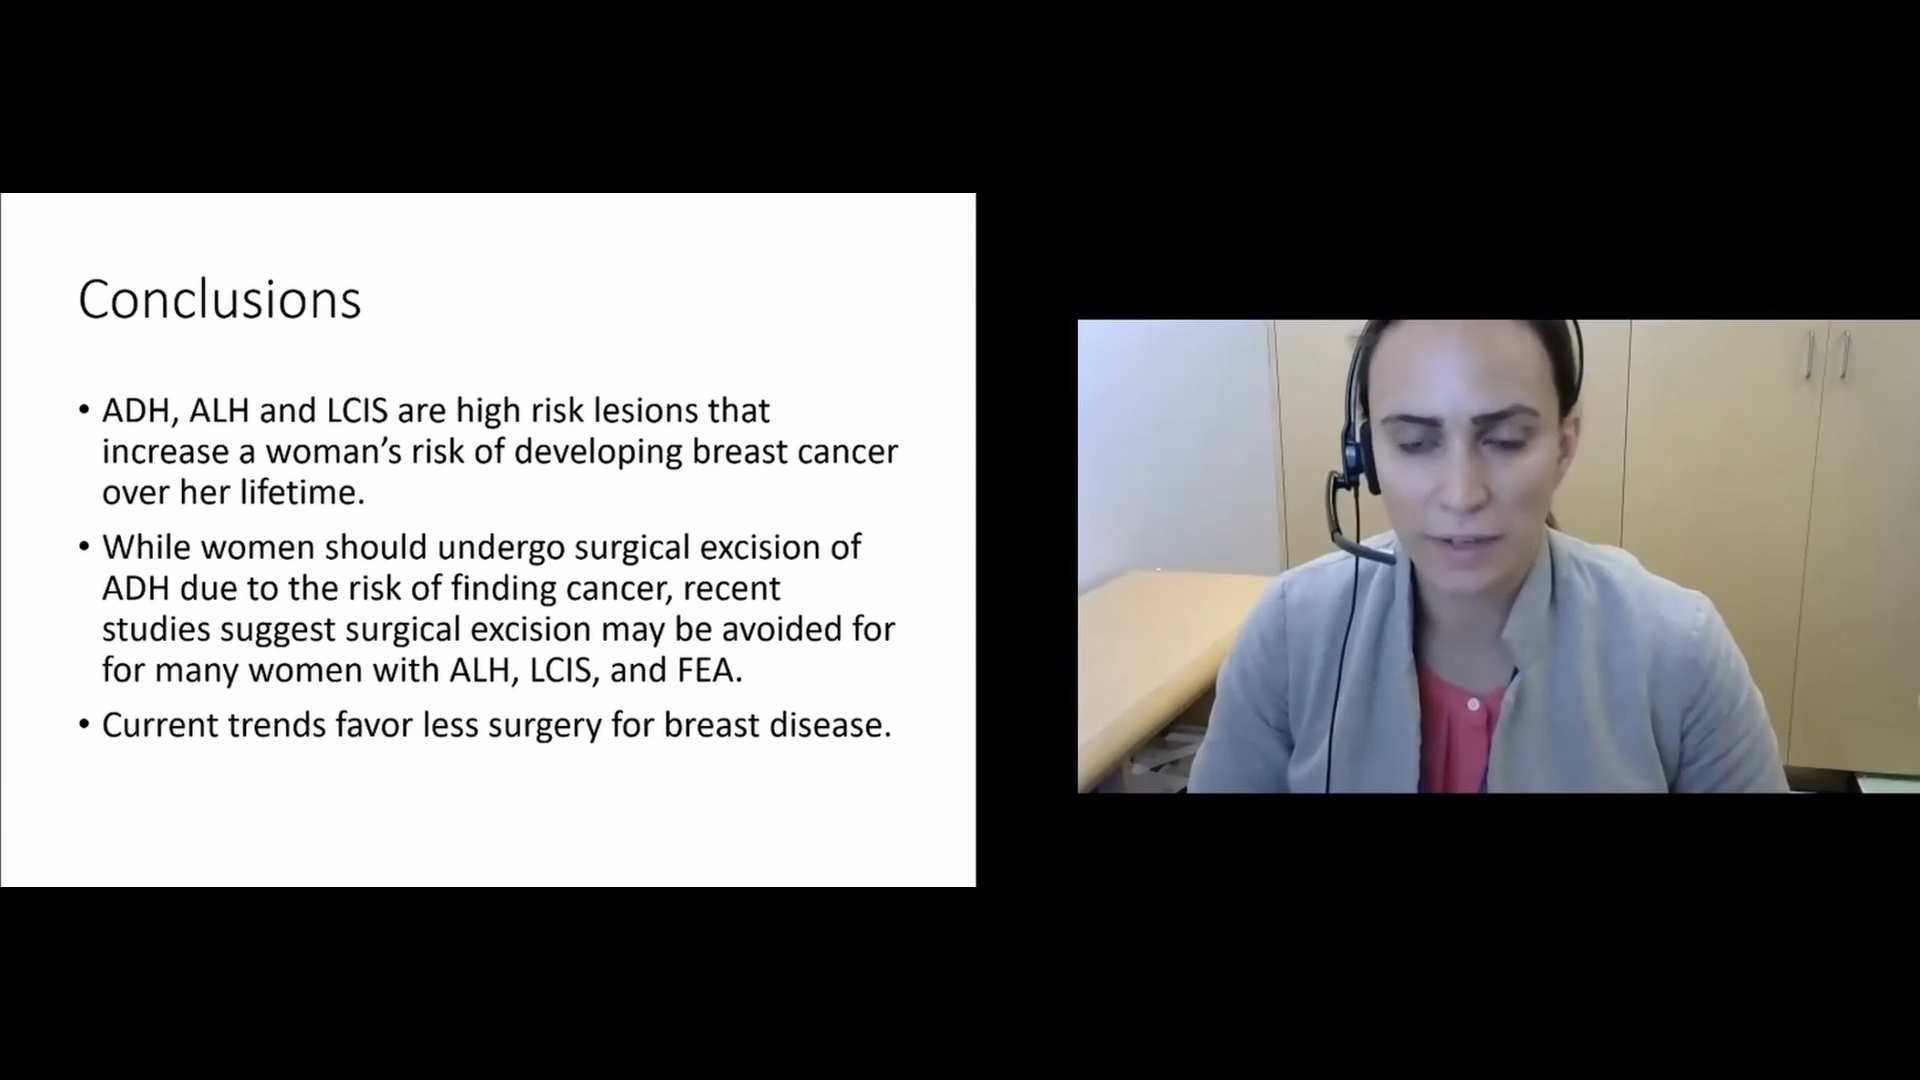 Conclusions
• ADH, ALH and LCIS are high risk lesions that
increase a woman’s risk of developing breast cancer
over her lifetime.
• While women should undergo surgical excision of
ADH due to the risk of finding cancer, recent
studies suggest surgical excision may be avoided for
for many women with ALH, LCIS, and FEA.
• Current trends favor less surgery for breast disease.